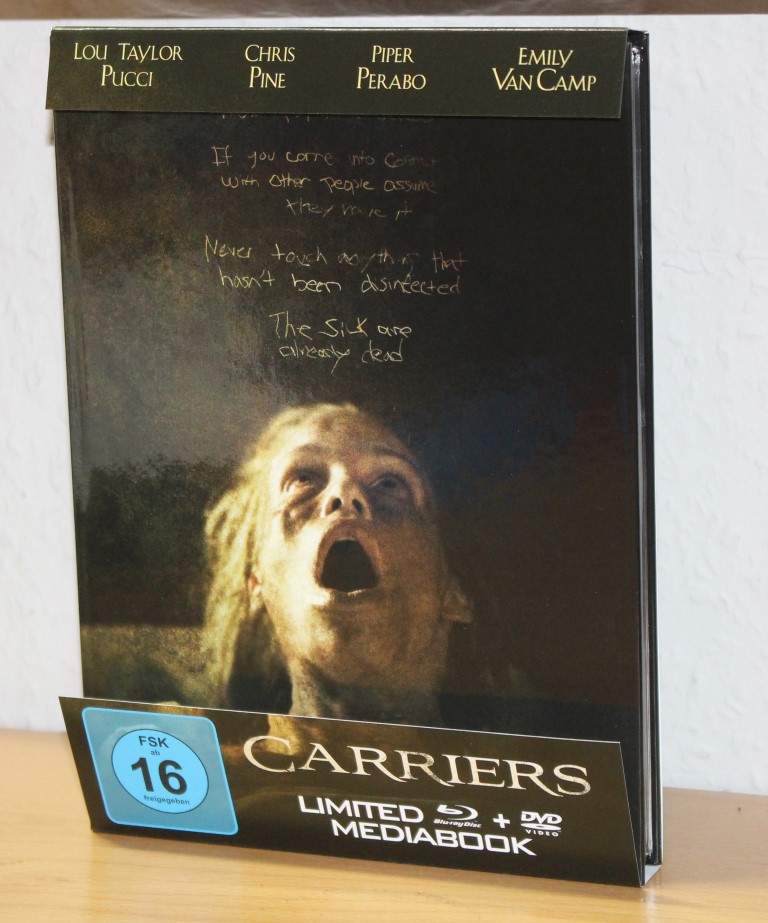 LOU TAYLOR
PUCCI
CHRIS
PINE
PIPER
PERABO
EMILY
VANCAMP
If you come into contact
with other people assume
they have it
Never touch anything that
hasn't been disinfected
The sick are
already dead
FSK
ab
16
freigegeben
CARRIERS
LIMITED Blu-ray Disc + DVD
VIDEO
MEDIABOOK